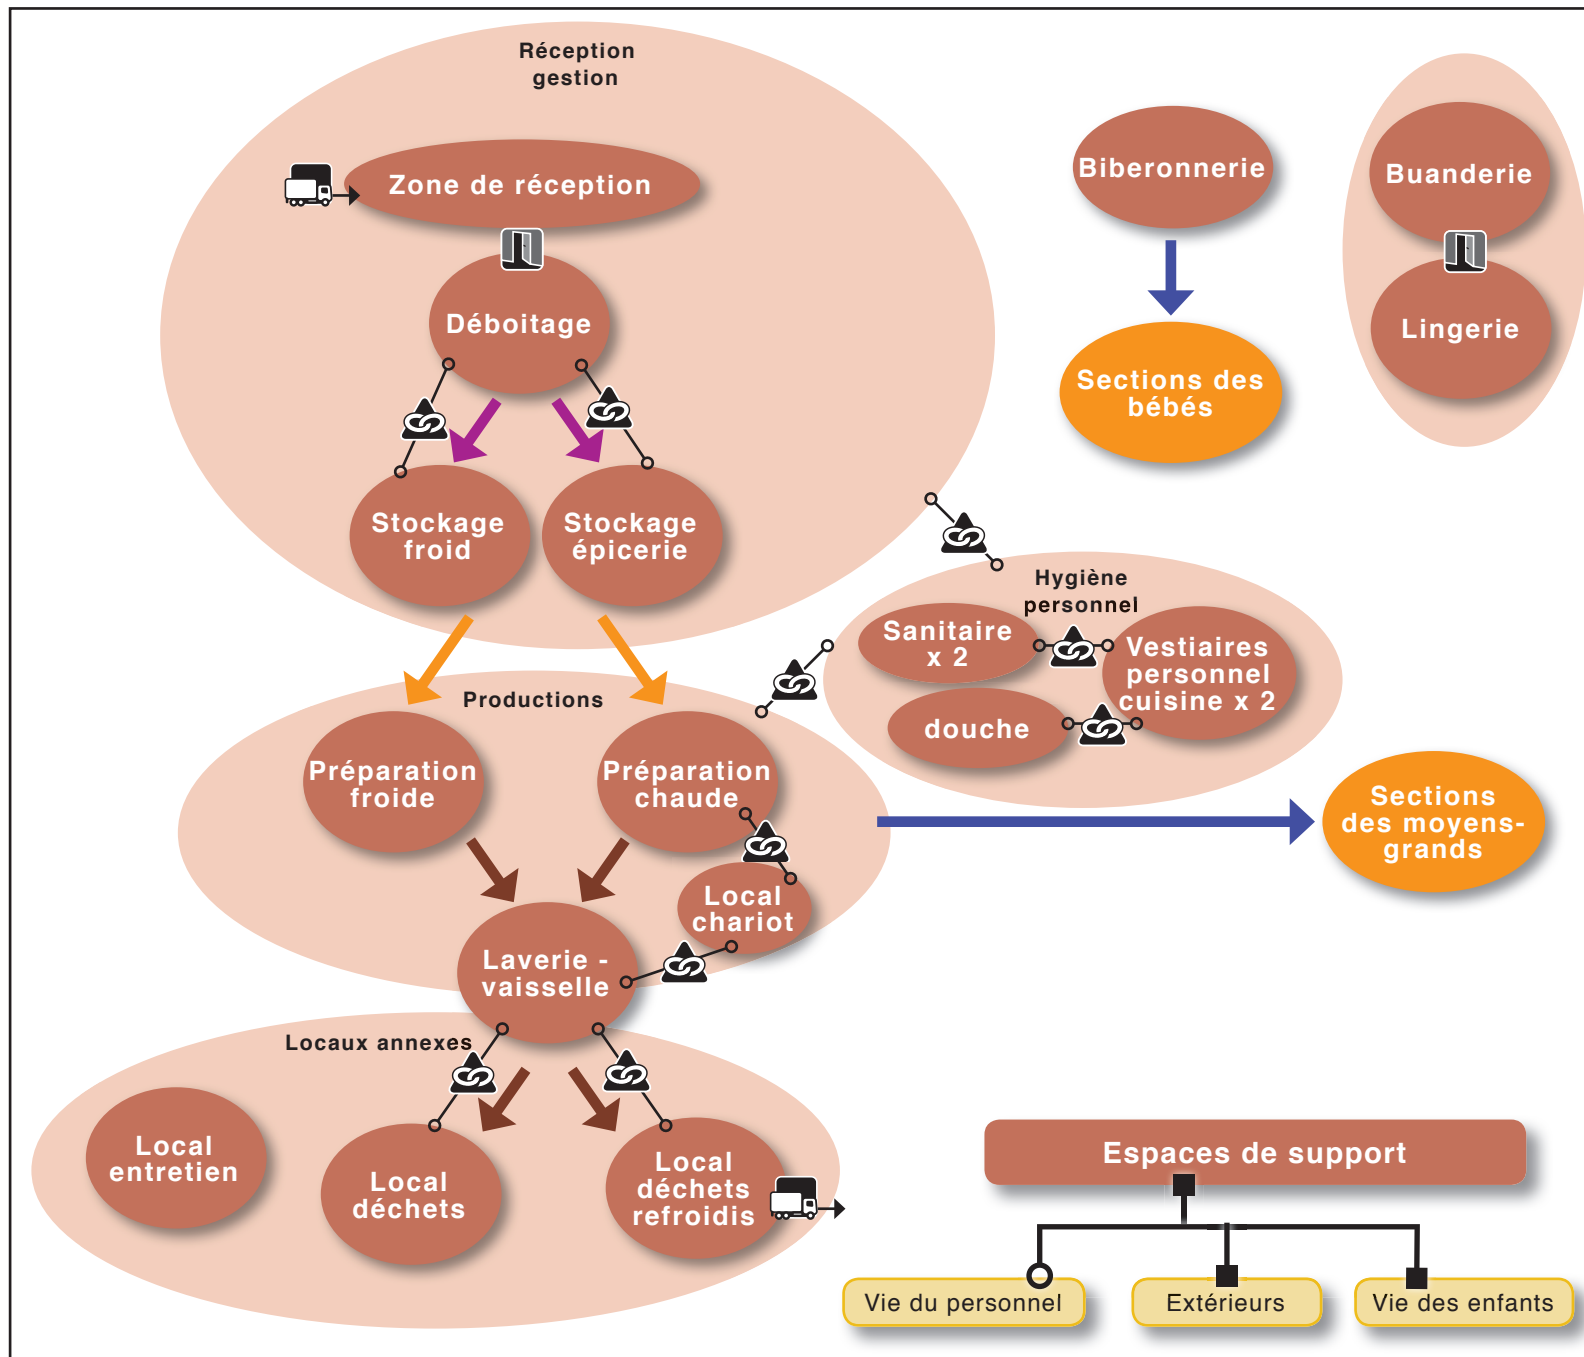 Réception
gestion
Zone de réception
Déboitage
Stockage
froid
Stockage
épicerie
Biberonnerie
Sections des
bébés
Buanderie
Lingerie
Hygiène
personnel
Sanitaire
x 2
Vestiaires
personnel
cuisine x 2
douche
Productions
Préparation
froide
Préparation
chaude
Local
chariot
Laverie -
vaisselle
Sections
des moyens-
grands
Locaux annexes
Local
entretien
Local
déchets
Local
déchets
refroidis
Espaces de support
Vie du personnel
Extérieurs
Vie des enfants